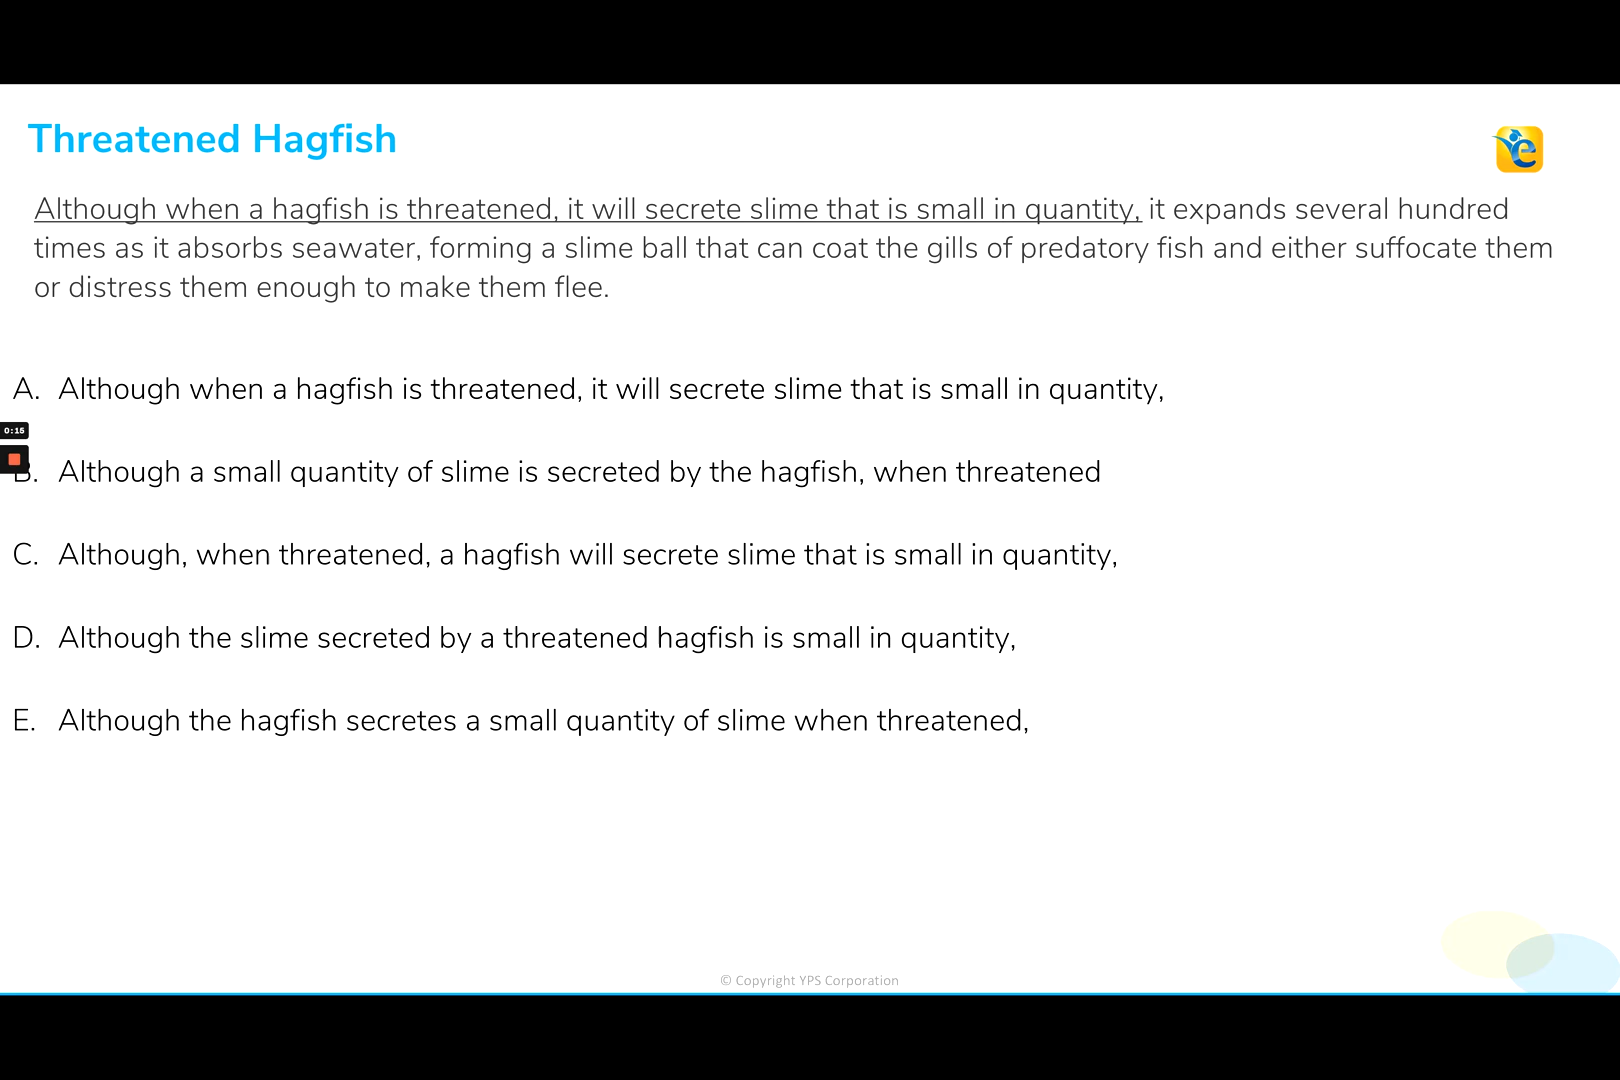 Threatened Hagfish
Although when a hagfish is threatened, it will secrete slime that is small in quantity, it expands several hundred
times as it absorbs seawater, forming a slime ball that can coat the gills of predatory fish and either suffocate them
or distress them enough to make them flee.
A. Although when a hagfish is threatened, it will secrete slime that is small in quantity,
0:15
B. Although a small quantity of slime is secreted by the hagfish, when threatened
C. Although, when threatened, a hagfish will secrete slime that is small in quantity,
D. Although the slime secreted by a threatened hagfish is small in quantity,
E. Although the hagfish secretes a small quantity of slime when threatened,
© Copyright YPS Corporation